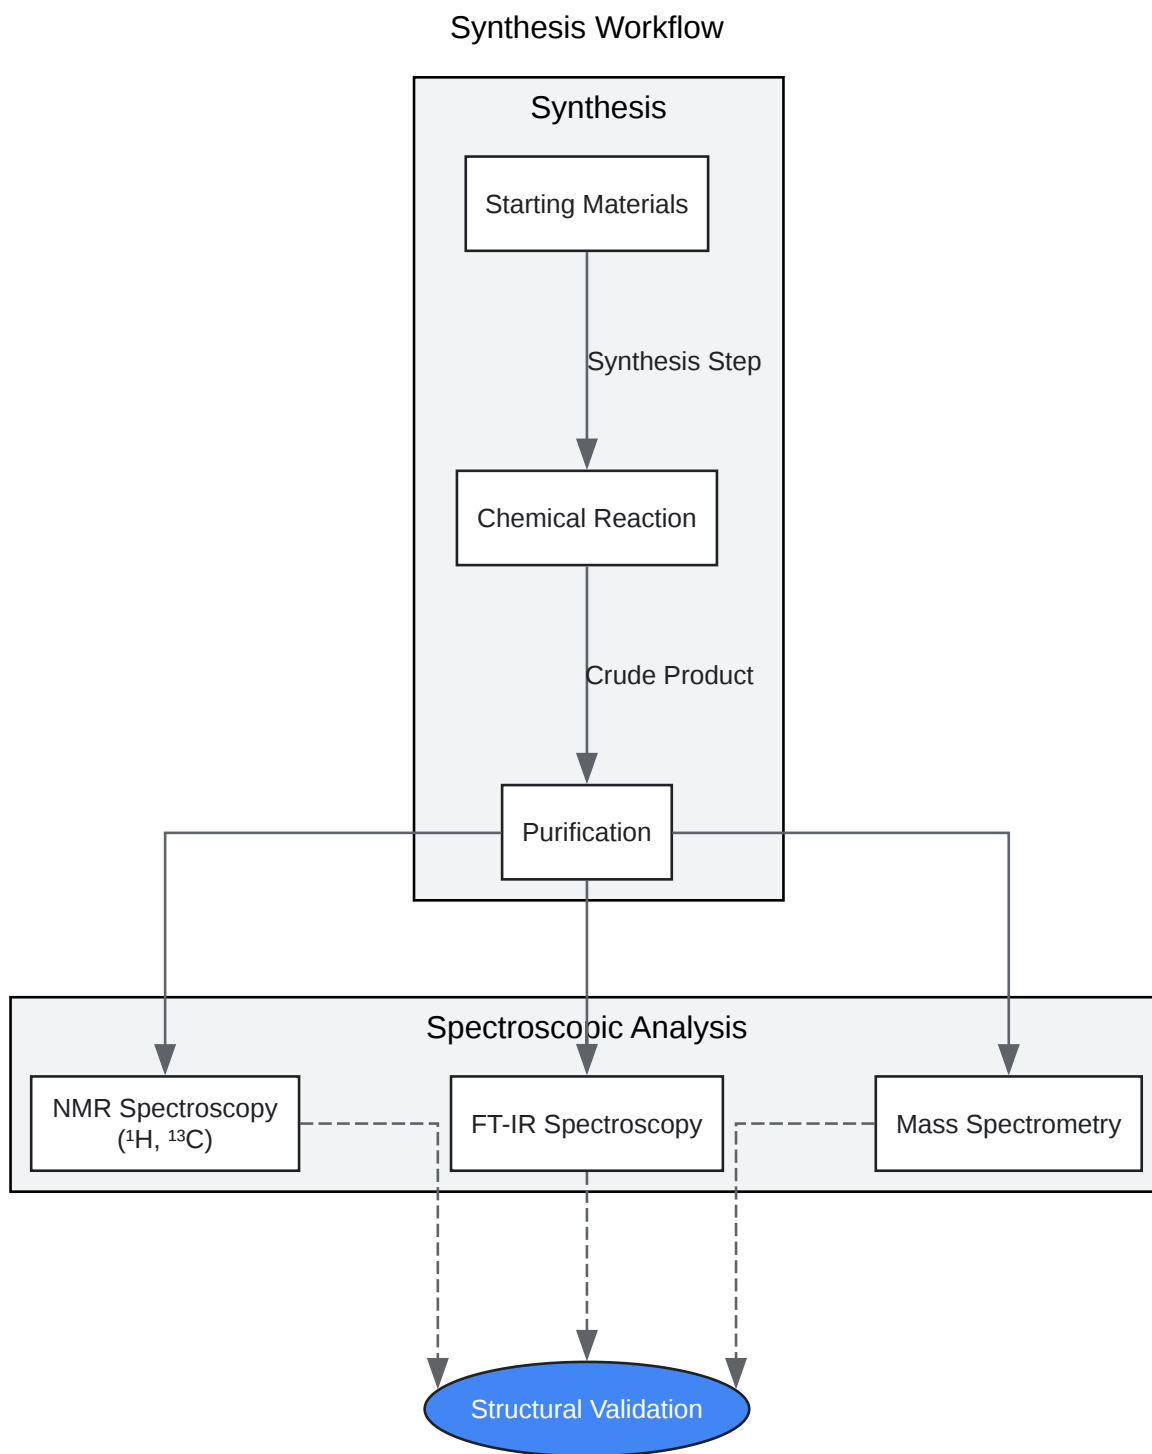 Synthesis Workflow
Synthesis
Starting Materials
Synthesis Step
Chemical Reaction
Crude Product
Purification
Spectroscopic Analysis
NMR Spectroscopy
(¹H, ¹³C)
FT-IR Spectroscopy
Mass Spectrometry
Structural Validation